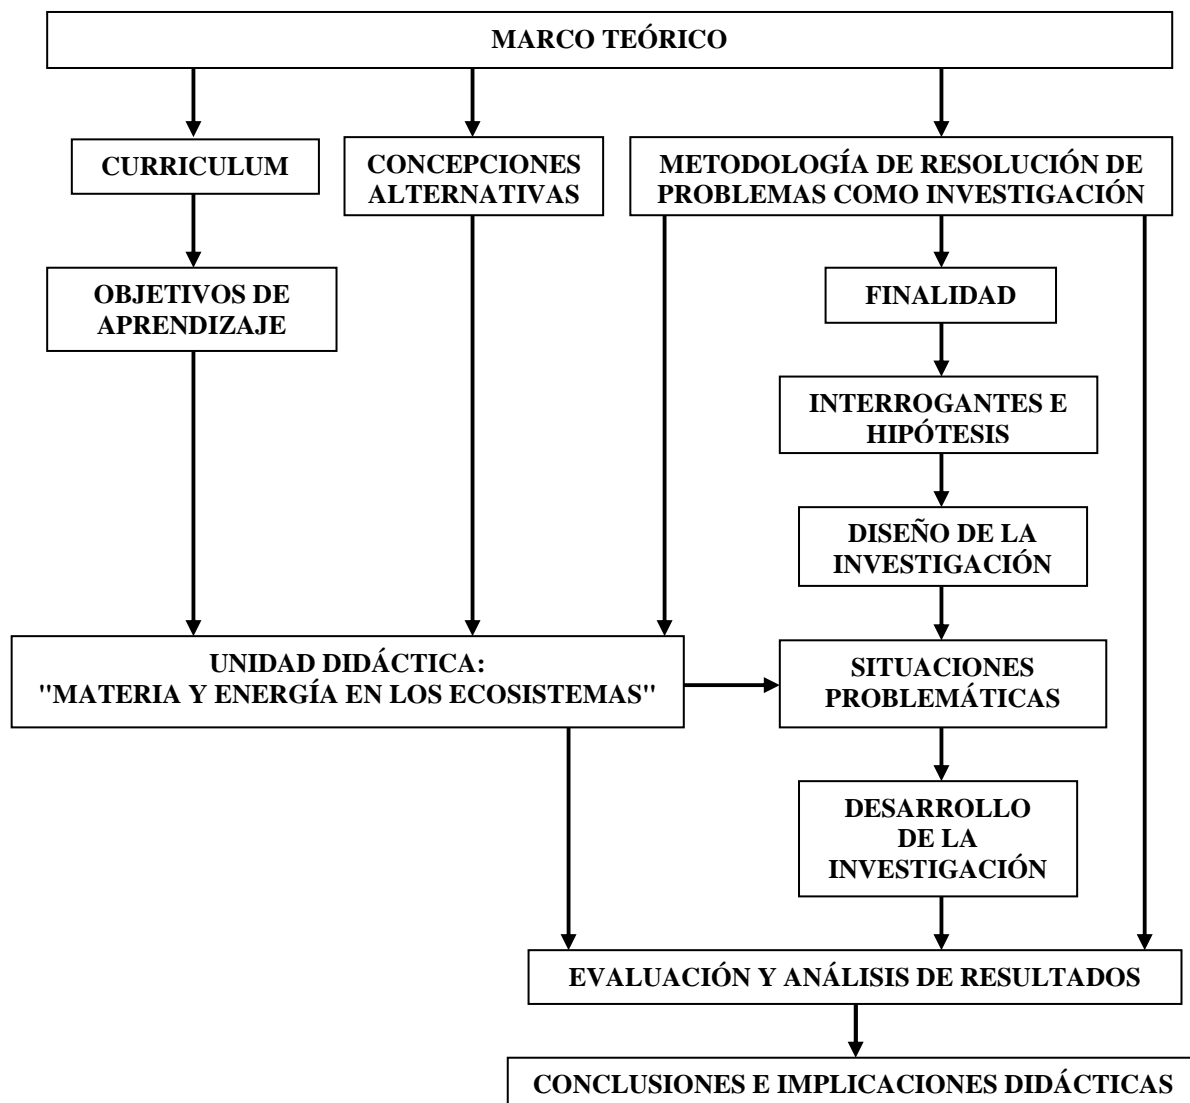 MARCO TEÓRICO
CURRICULUM
CONCEPCIONES
ALTERNATIVAS
METODOLOGÍA DE RESOLUCIÓN DE
PROBLEMAS COMO INVESTIGACIÓN
OBJETIVOS DE
APRENDIZAJE
FINALIDAD
INTERROGANTES E
HIPÓTESIS
DISEÑO DE LA
INVESTIGACIÓN
UNIDAD DIDÁCTICA:
"MATERIA Y ENERGÍA EN LOS ECOSISTEMAS"
SITUACIONES
PROBLEMÁTICAS
DESARROLLO
DE LA
INVESTIGACIÓN
EVALUACIÓN Y ANÁLISIS DE RESULTADOS
CONCLUSIONES E IMPLICACIONES DIDÁCTICAS